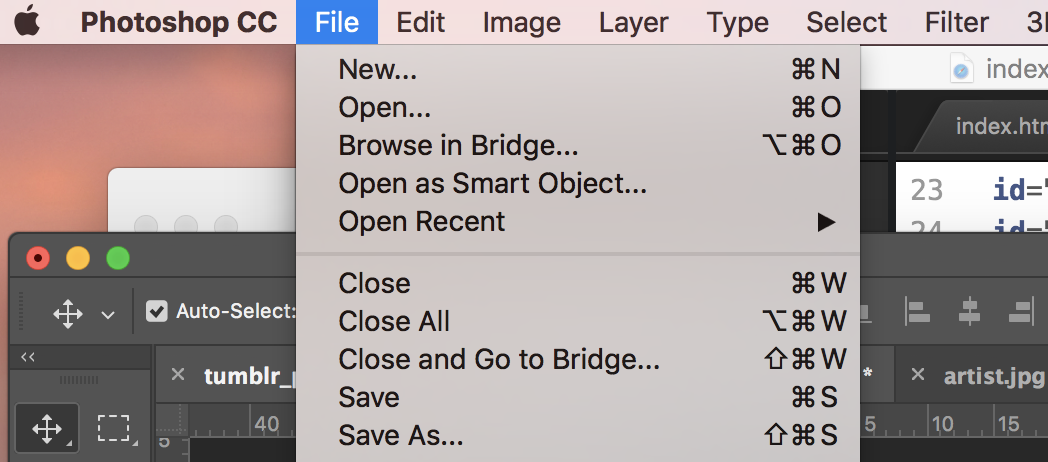 Photoshop CC File Edit Image Layer Type Select Filter
New... ⌘N
Open... ⌘O
Browse in Bridge... ⌥⌘O
Open as Smart Object...
Open Recent ▶
Close ⌘W
Close All ⌥⌘W
Close and Go to Bridge... ⇧⌘W
Save ⌘S
Save As... ⇧⌘S
index
index.htm
23 id="
24 id="
Auto-Select:
× tumblr_ * × artist.jpg
40 5 10 15
5